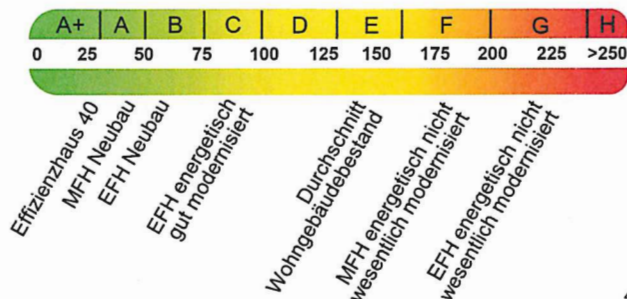 A+ A B C D E F G H
0 25 50 75 100 125 150 175 200 225 >250
Effizienzhaus 40
MFH Neubau
EFH Neubau
EFH energetisch
gut modernisiert
Durchschnitt
Wohngebäudebestand
MFH energetisch nicht
wesentlich modernisiert
EFH energetisch nicht
wesentlich modernisiert